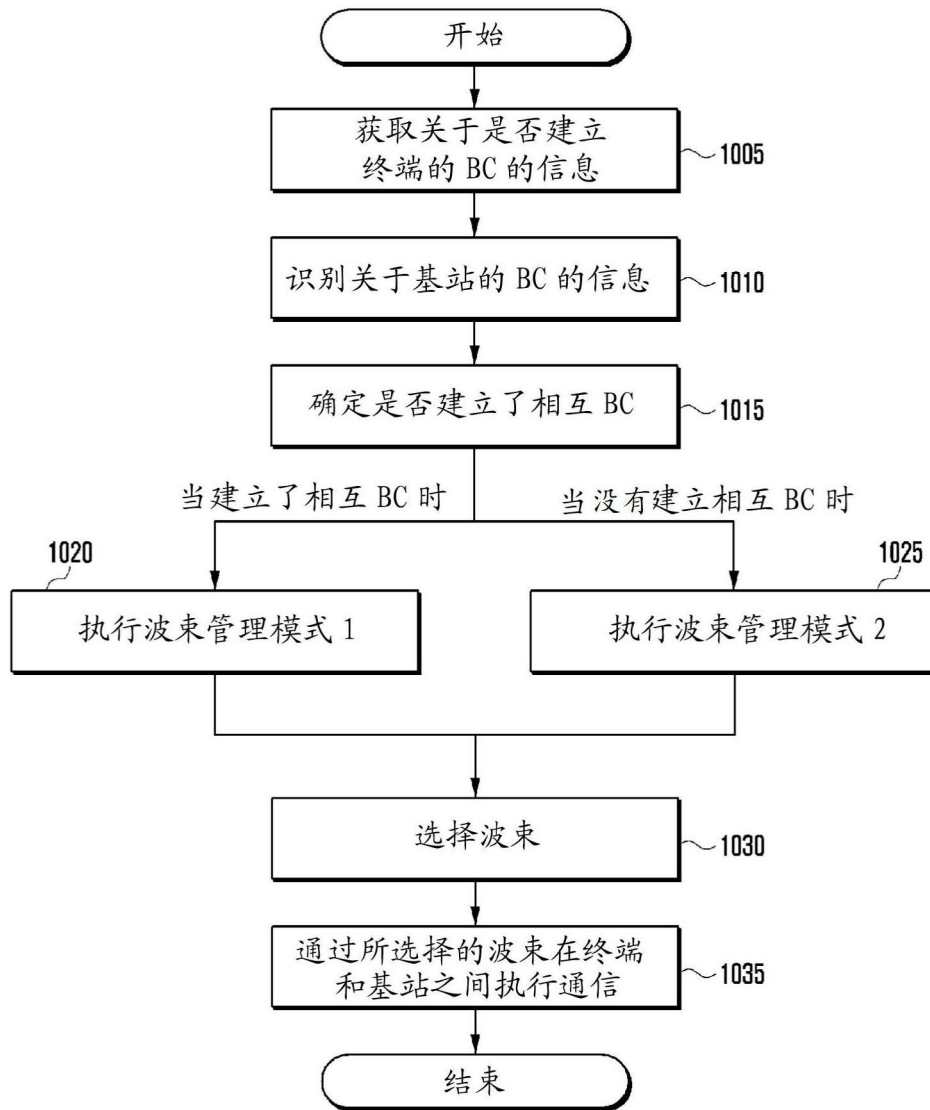 开始
获取关于是否建立
终端的 BC 的信息
1005
识别关于基站的 BC 的信息
1010
确定是否建立了相互 BC
1015
当建立了相互 BC 时
当没有建立相互 BC 时
1020
1025
执行波束管理模式 1
执行波束管理模式 2
选择波束
1030
通过所选择的波束在终端
和基站之间执行通信
1035
结束